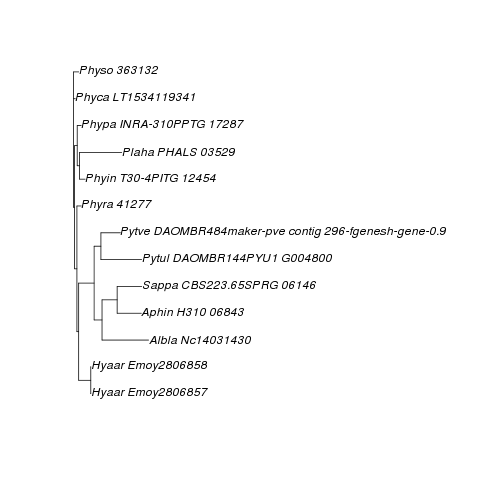 Physo 363132
Phyca LT1534119341
Phypa INRA-310PPTG 17287
Plaha PHALS 03529
Phyin T30-4PITG 12454
Phyra 41277
Pytve DAOMBR484maker-pve contig 296-fgenesh-gene-0.9
Pytul DAOMBR144PYU1 G004800
Sappa CBS223.65SPRG 06146
Aphin H310 06843
Albla Nc14031430
Hyaar Emoy2806858
Hyaar Emoy2806857